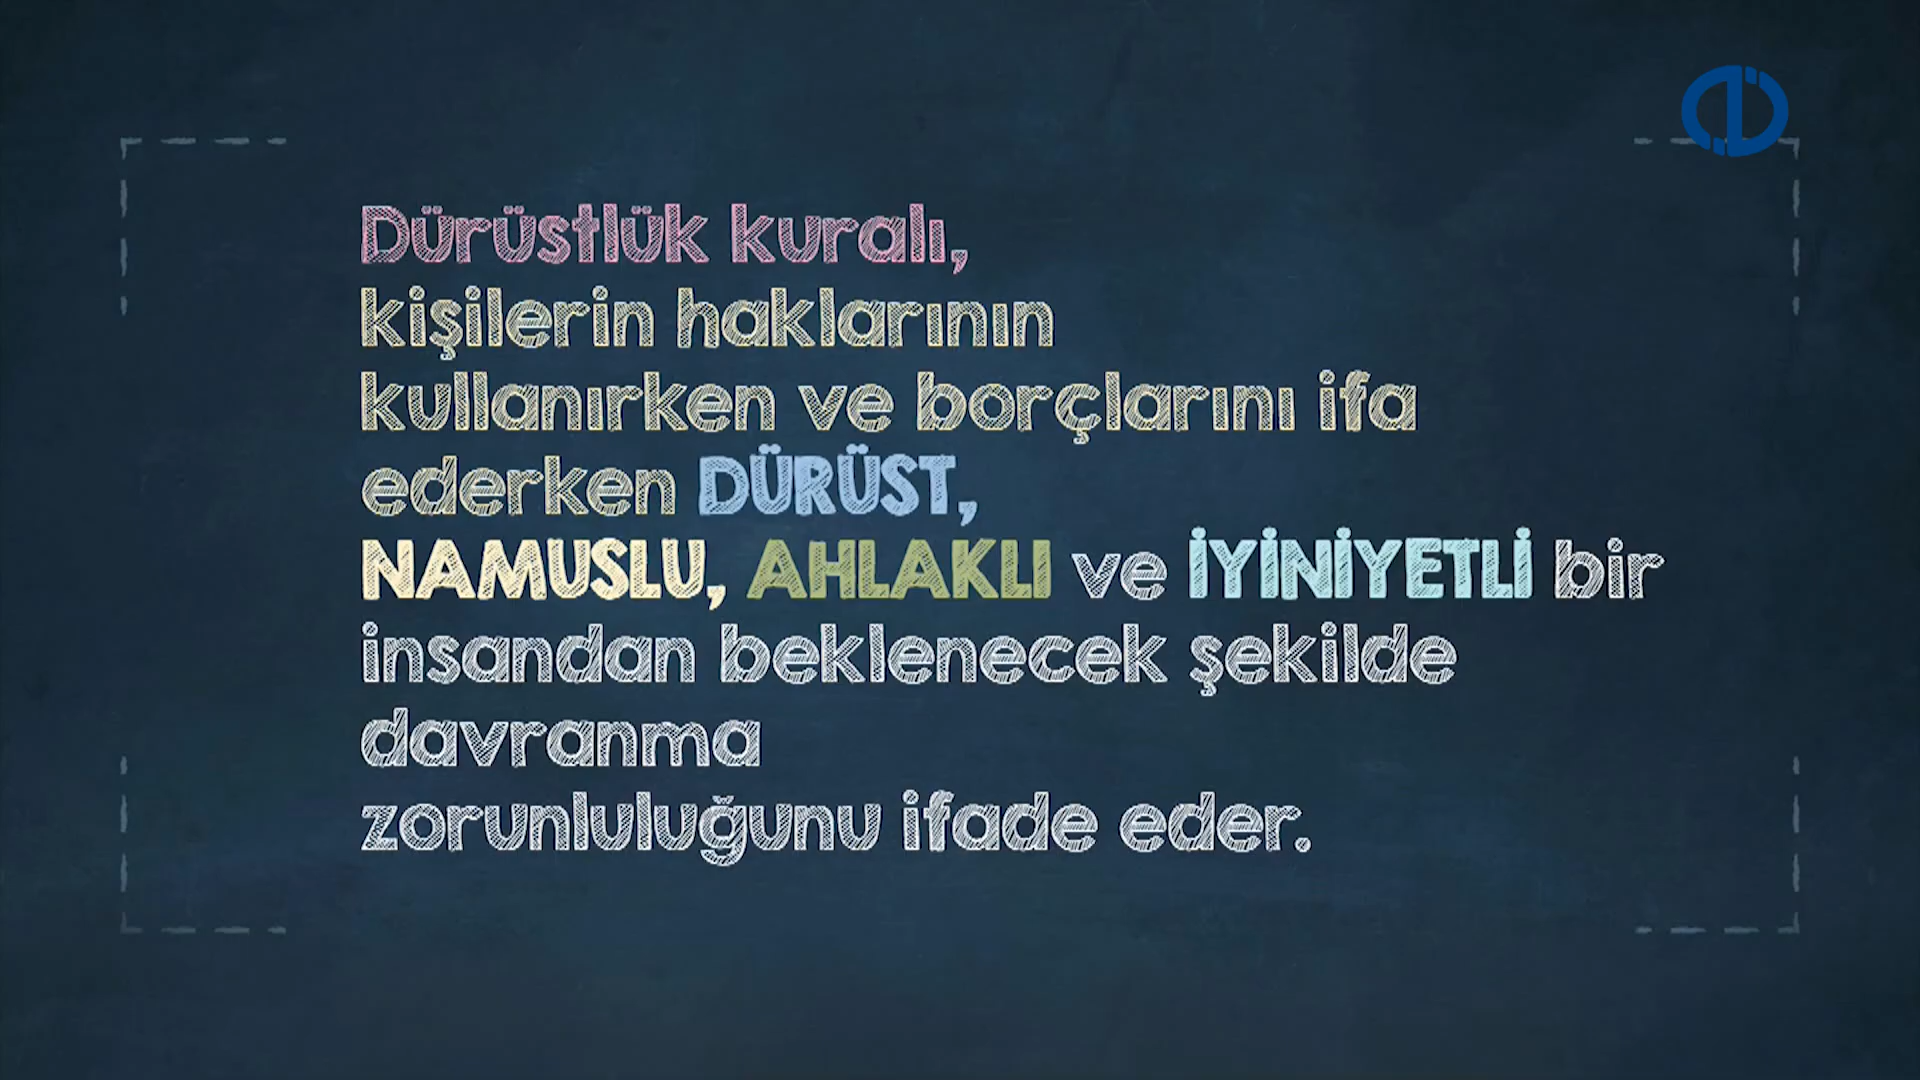 Dürüstlük kuralı,
kişilerin haklarının
kullanırken ve borçlarını ifa
ederken DÜRÜST,
NAMUSLU, AHLAKLI ve İYİNİYETLİ bir
insandan beklenecek şekilde
davranma
zorunluluğunu ifade eder.